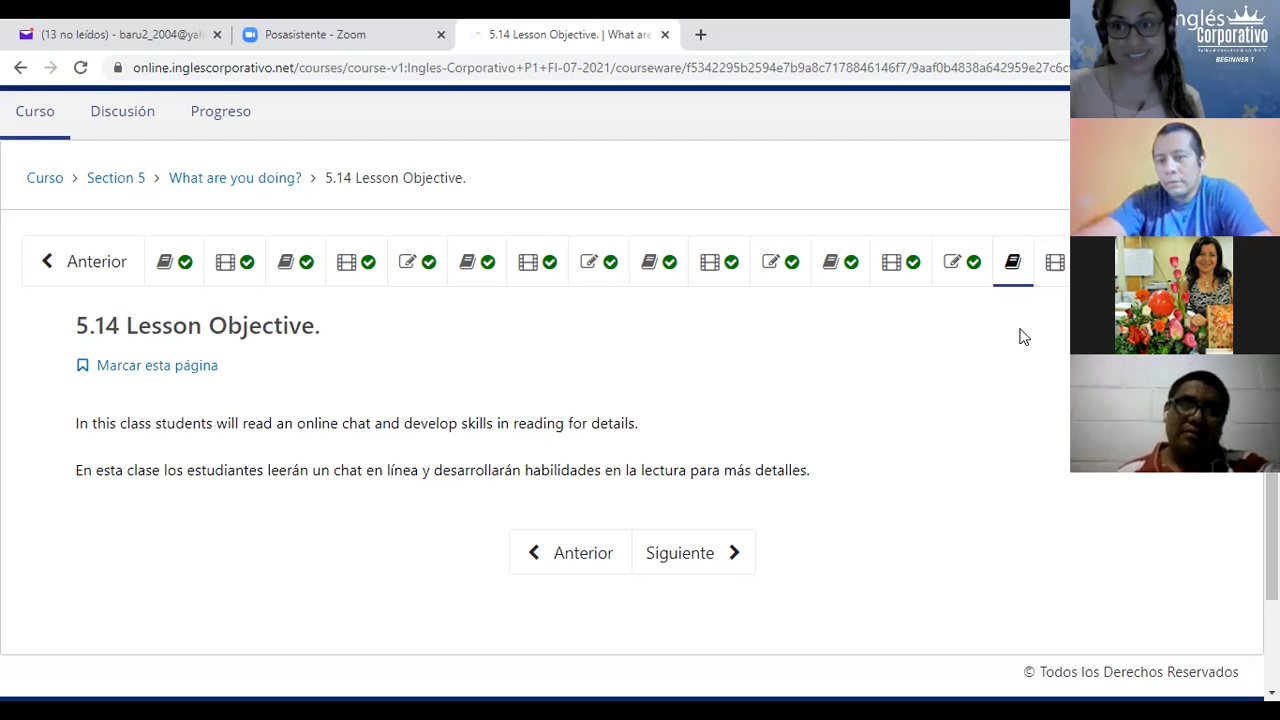 (13 no leídos) - baru2_2004@yah
Posasistente - Zoom
5.14 Lesson Objective. | What are
online.inglescorporativo.net/courses/course-v1:Ingles-Corporativo+P1+FI-07-2021/courseware/f5342295b2594e7b9a8c7178846146f7/9aaf0b4838a642959e27c6c
Inglés
Corporativo
BEGINNER 1
Curso
Discusión
Progreso
Curso > Section 5 > What are you doing? > 5.14 Lesson Objective.
Anterior
5.14 Lesson Objective.
Marcar esta página
In this class students will read an online chat and develop skills in reading for details.
En esta clase los estudiantes leerán un chat en línea y desarrollarán habilidades en la lectura para más detalles.
Anterior
Siguiente
© Todos los Derechos Reservados